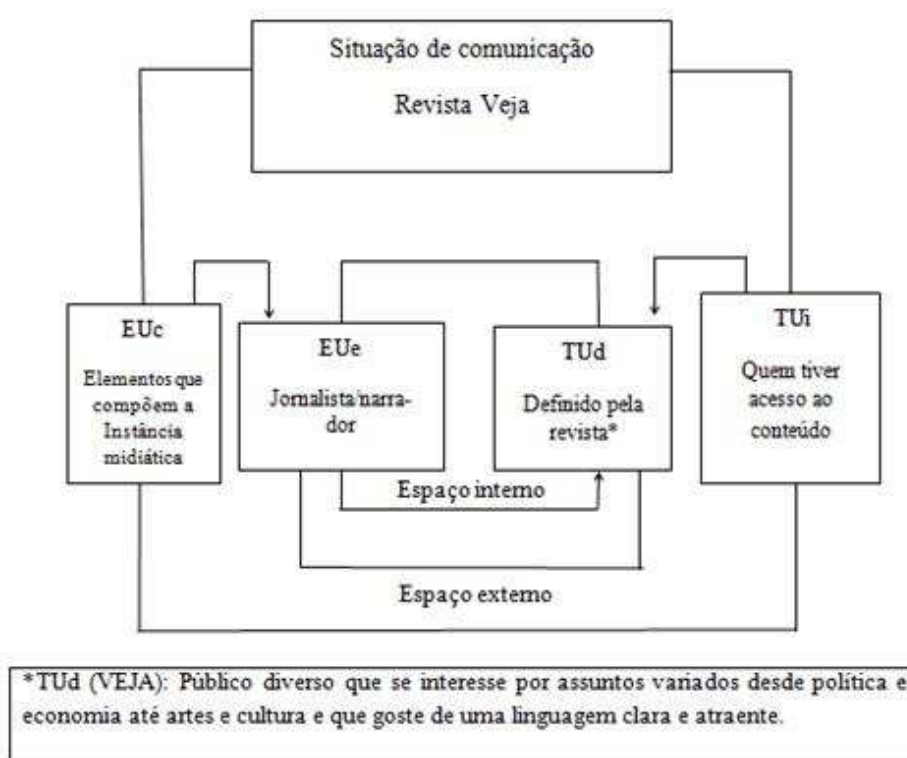 Situação de comunicação
Revista Veja
EUc
Elementos que
compõem a
Instância
midiática
EUe
Jornalista/narra-
dor
TUd
Definido pela
revista*
TUi
Quem tiver
acesso ao
conteúdo
Espaço interno
Espaço externo
*TUd (VEJA): Público diverso que se interesse por assuntos variados desde política e
economia até artes e cultura e que goste de uma linguagem clara e atraente.